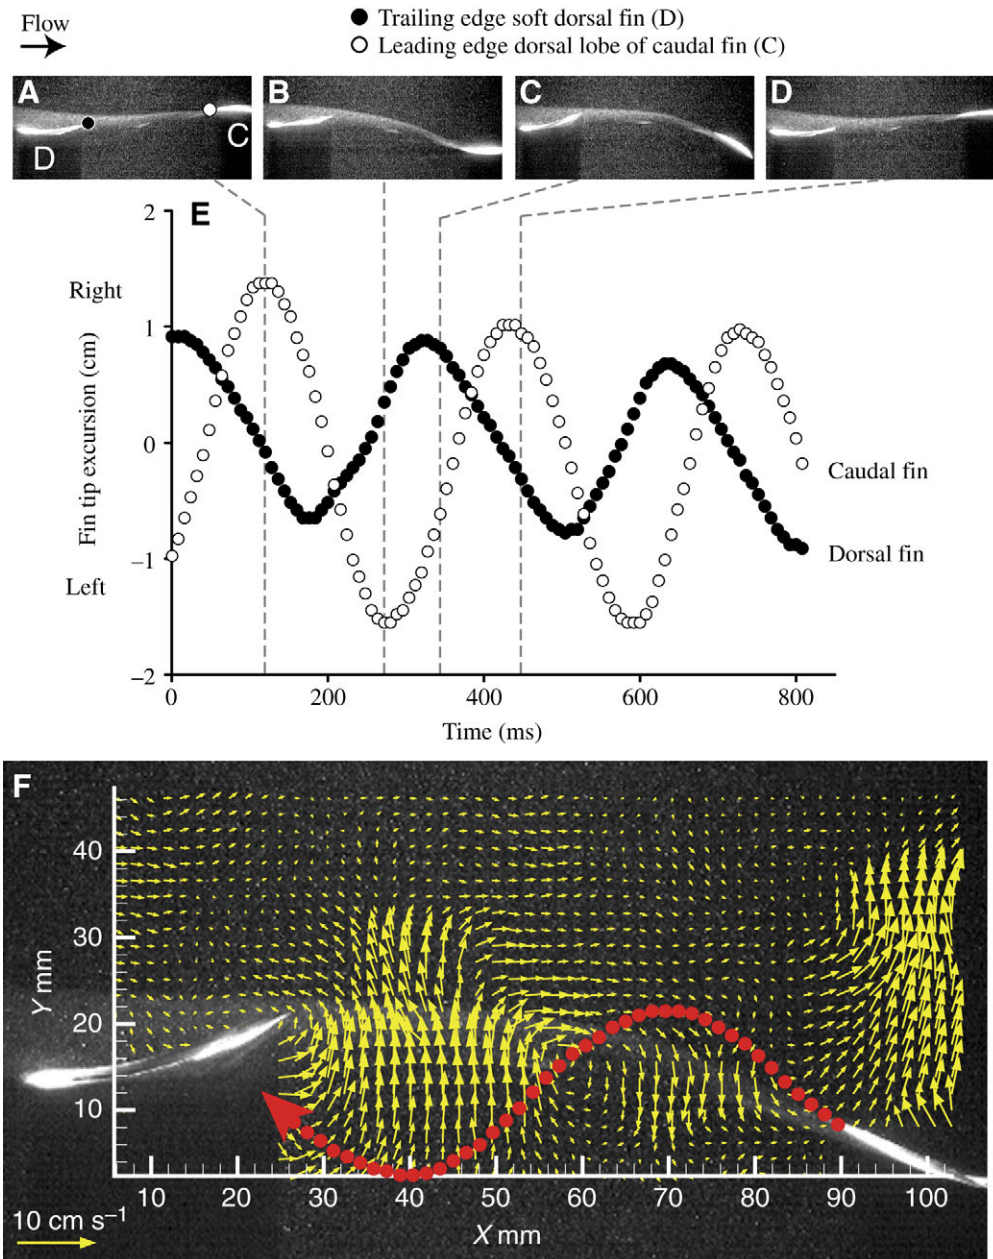 Flow
● Trailing edge soft dorsal fin (D)
○ Leading edge dorsal lobe of caudal fin (C)
A
B
C
D
D
C
E
2
Right
1
Fin tip excursion (cm)
0
Caudal fin
Dorsal fin
−1
Left
−2
0 200 400 600 800
Time (ms)
F
40
30
Y mm
20
10
10 20 30 40 50 60 70 80 90 100
10 cm s⁻¹
X mm